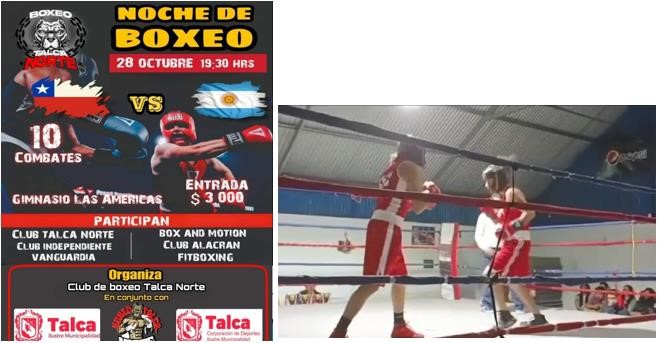 BOXEO
TALCA
NORTE
NOCHE DE
BOXEO
28 OCTUBRE 19:30 HRS
VS
10
COMBATES
GIMNASIO LAS AMERICAS
ENTRADA
$ 3.000
PARTICIPAN
CLUB TALCA NORTE
CLUB INDEPENDIENTE
VANGUARDIA
BOX AND MOTION
CLUB ALACRAN
FITBOXING
Organiza
Club de boxeo Talca Norte
En conjunto con
Talca
Ilustre Municipalidad
Talca
Corporación de Deportes
Ilustre Municipalidad
pepsi